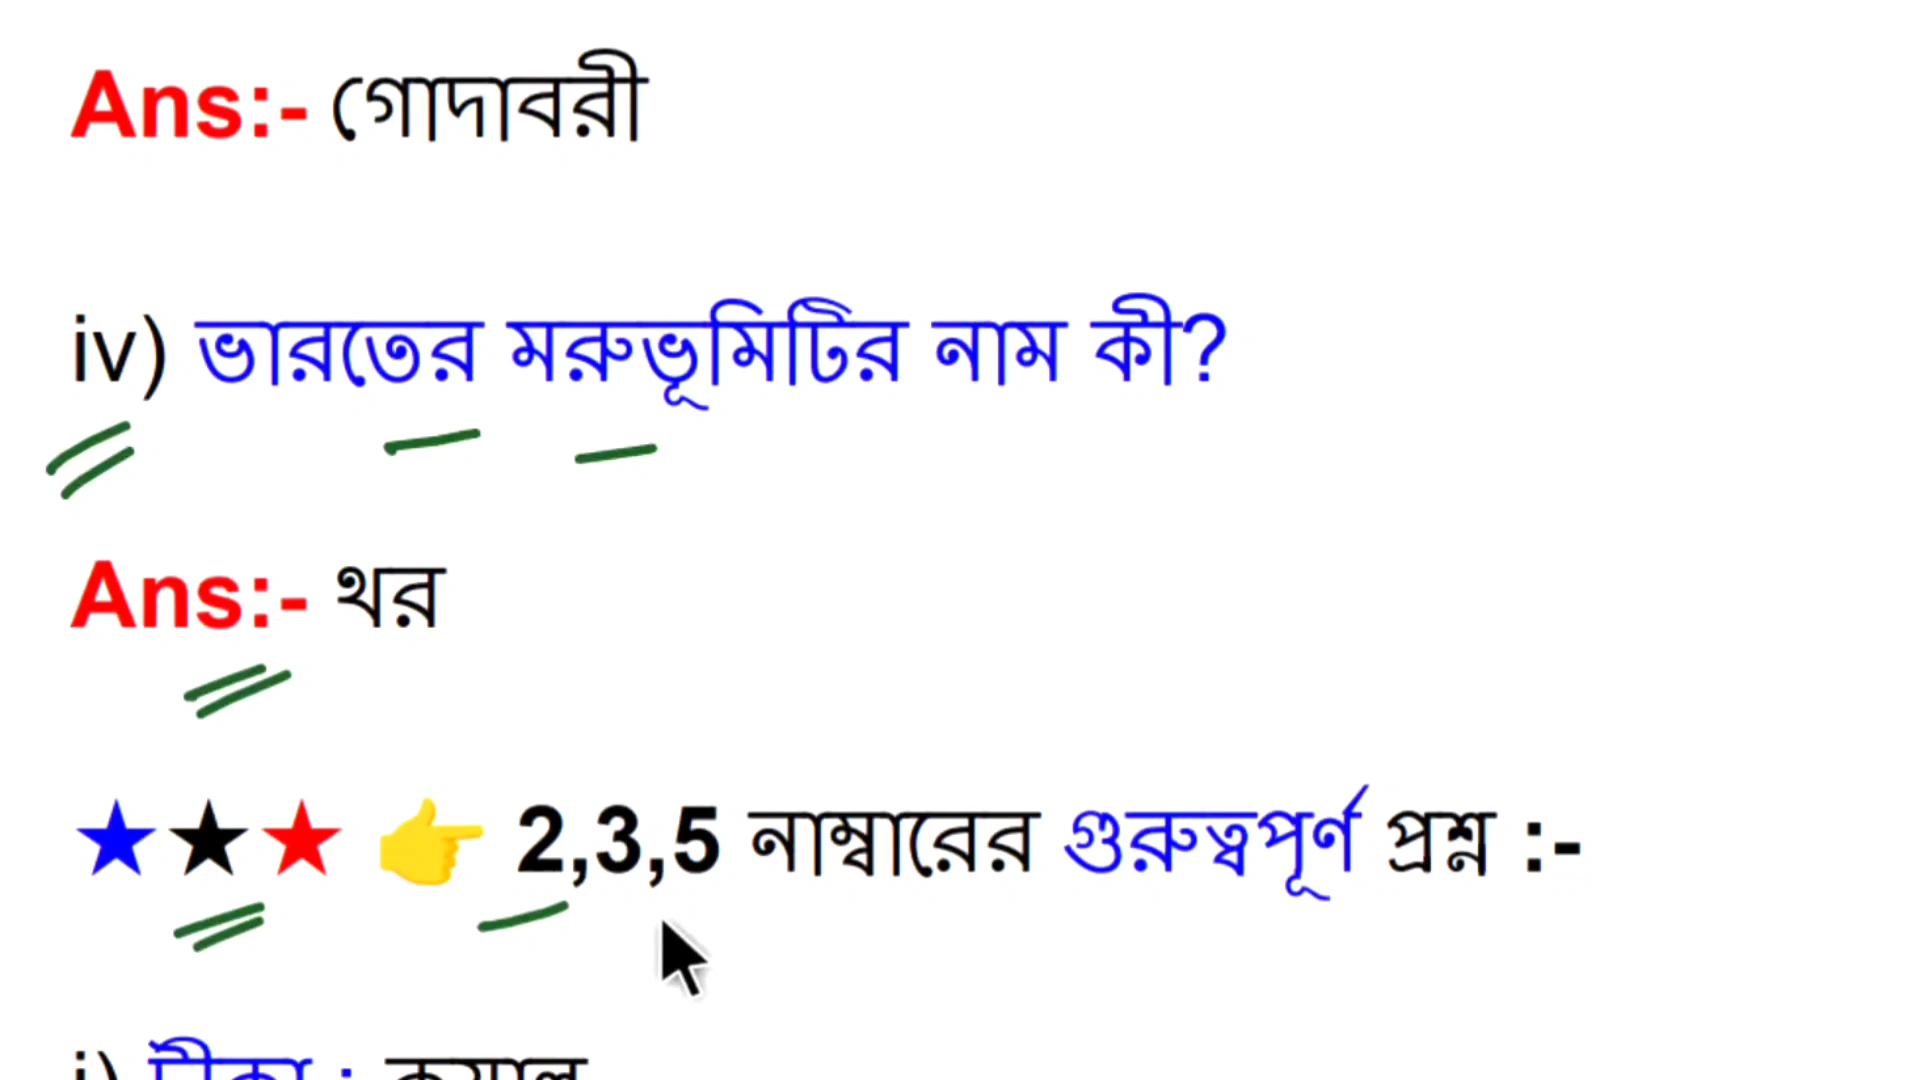 Ans:- গোদাবরী
iv) ভারতের মরুভূমিটির নাম কী?
Ans:- থর
★★★ 👉 2,3,5 নাম্বারের গুরুত্বপূর্ণ প্রশ্ন :-
i) টীকা :